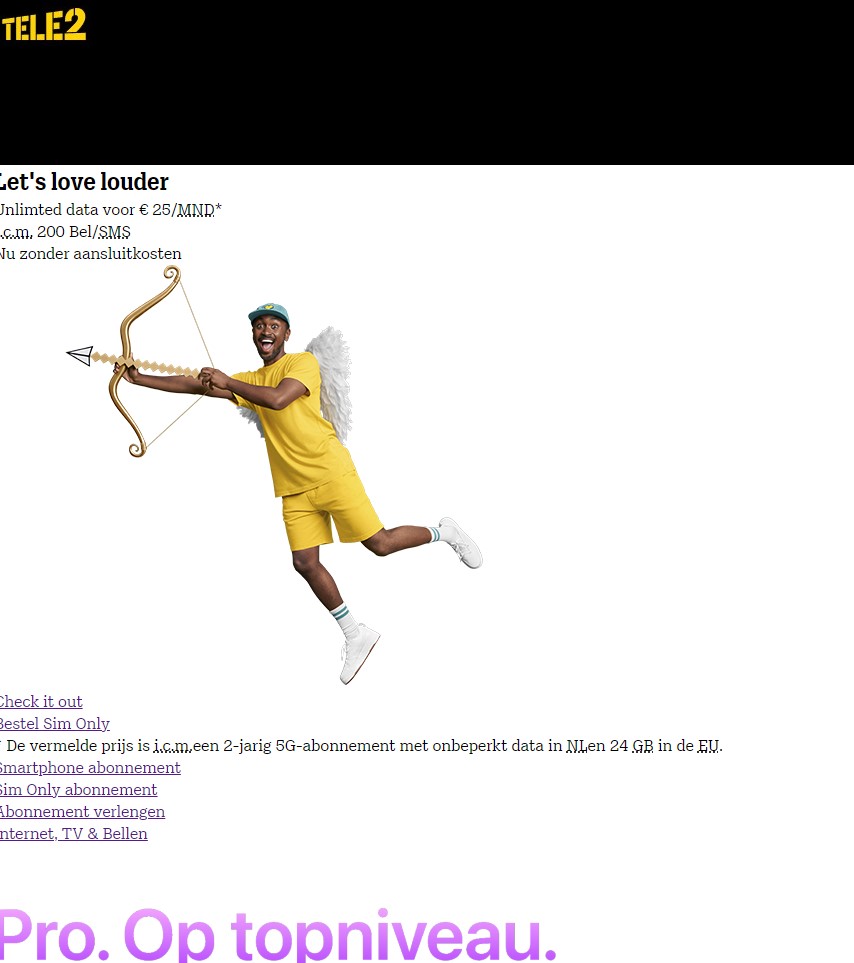 TELE2
Let's love louder
Unlimted data voor € 25/MND*
i.c.m. 200 Bel/SMS
Nu zonder aansluitkosten
Check it out
Bestel Sim Only
* De vermelde prijs is i.c.m.een 2-jarig 5G-abonnement met onbeperkt data in NLen 24 GB in de EU.
Smartphone abonnement
Sim Only abonnement
Abonnement verlengen
Internet, TV & Bellen
Pro. Op topniveau.